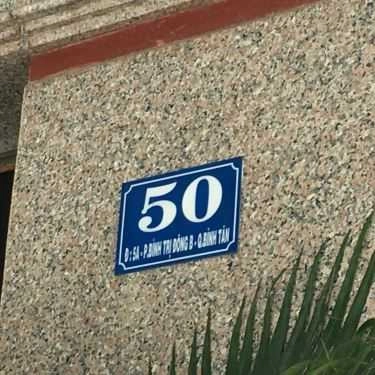 50
Đ : 5A - P.BÌNH TRỊ ĐÔNG B - Q.BÌNH TÂN